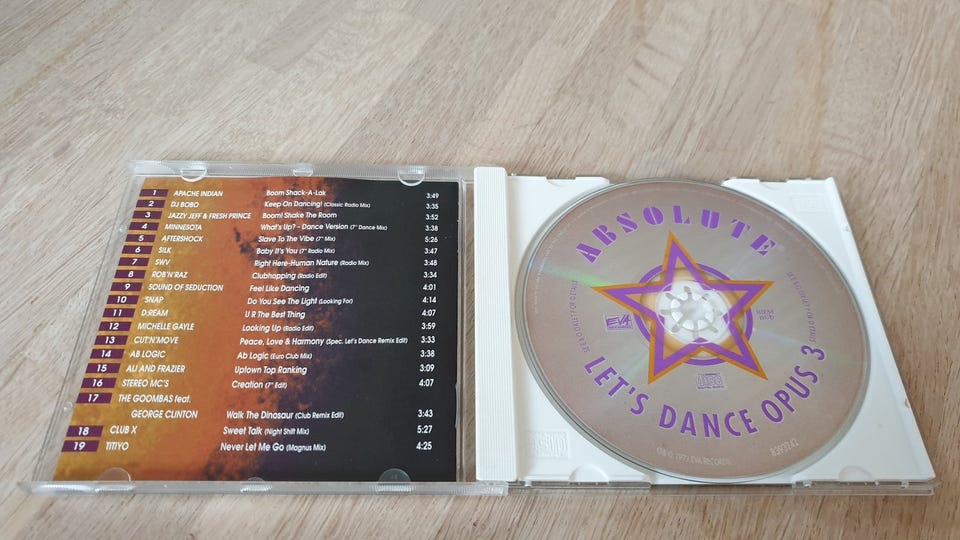 1 APACHE INDIAN Boom Shack-A-Lak 3:49
2 DJ BOBO Keep On Dancing! (Classic Radio Mix) 3:35
3 JAZZY JEFF & FRESH PRINCE Boom! Shake The Room 3:52
4 MINNESOTA What's Up? - Dance Version (7" Dance Mix) 3:38
5 AFTERSHOCK Slave To The Vibe (7" Mix) 5:26
6 SILK Baby It's You (7" Radio Mix) 3:47
7 SWV Right Here-Human Nature (Radio Mix) 3:48
8 ROB'N'RAZ Clubhopping (Radio Edit) 3:34
9 SOUND OF SEDUCTION Feel Like Dancing 4:01
10 SNAP Do You See The Light (Looking For) 4:14
11 D:REAM U R The Best Thing 4:07
12 MICHELLE GAYLE Looking Up (Radio Edit) 3:59
13 CUT'N'MOVE Peace, Love & Harmony (Spec. Let's Dance Remix Edit) 3:33
14 AB LOGIC Ab Logic (Euro Club Mix) 3:38
15 ALI AND FRAZIER Uptown Top Ranking 3:09
16 STEREO MC'S Creation (7" Edit) 4:07
17 THE GOOMBAS feat.
GEORGE CLINTON Walk The Dinosaur (Club Remix Edit) 3:43
18 CLUB X Sweet Talk (Night Shift Mix) 5:27
19 TITIYO Never Let Me Go (Magnus Mix) 4:25
ABSOLUTE
EVA
LET'S DANCE OPUS 3